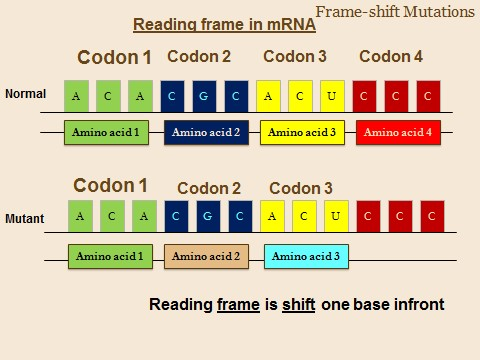 Frame-shift Mutations
Reading frame in mRNA
Codon 1 Codon 2 Codon 3 Codon 4
Normal A C A C G C A C U C C C
Amino acid 1 Amino acid 2 Amino acid 3 Amino acid 4
Codon 1 Codon 2 Codon 3
Mutant A C A C G C A C U C C C
Amino acid 1 Amino acid 2 Amino acid 3
Reading frame is shift one base infront